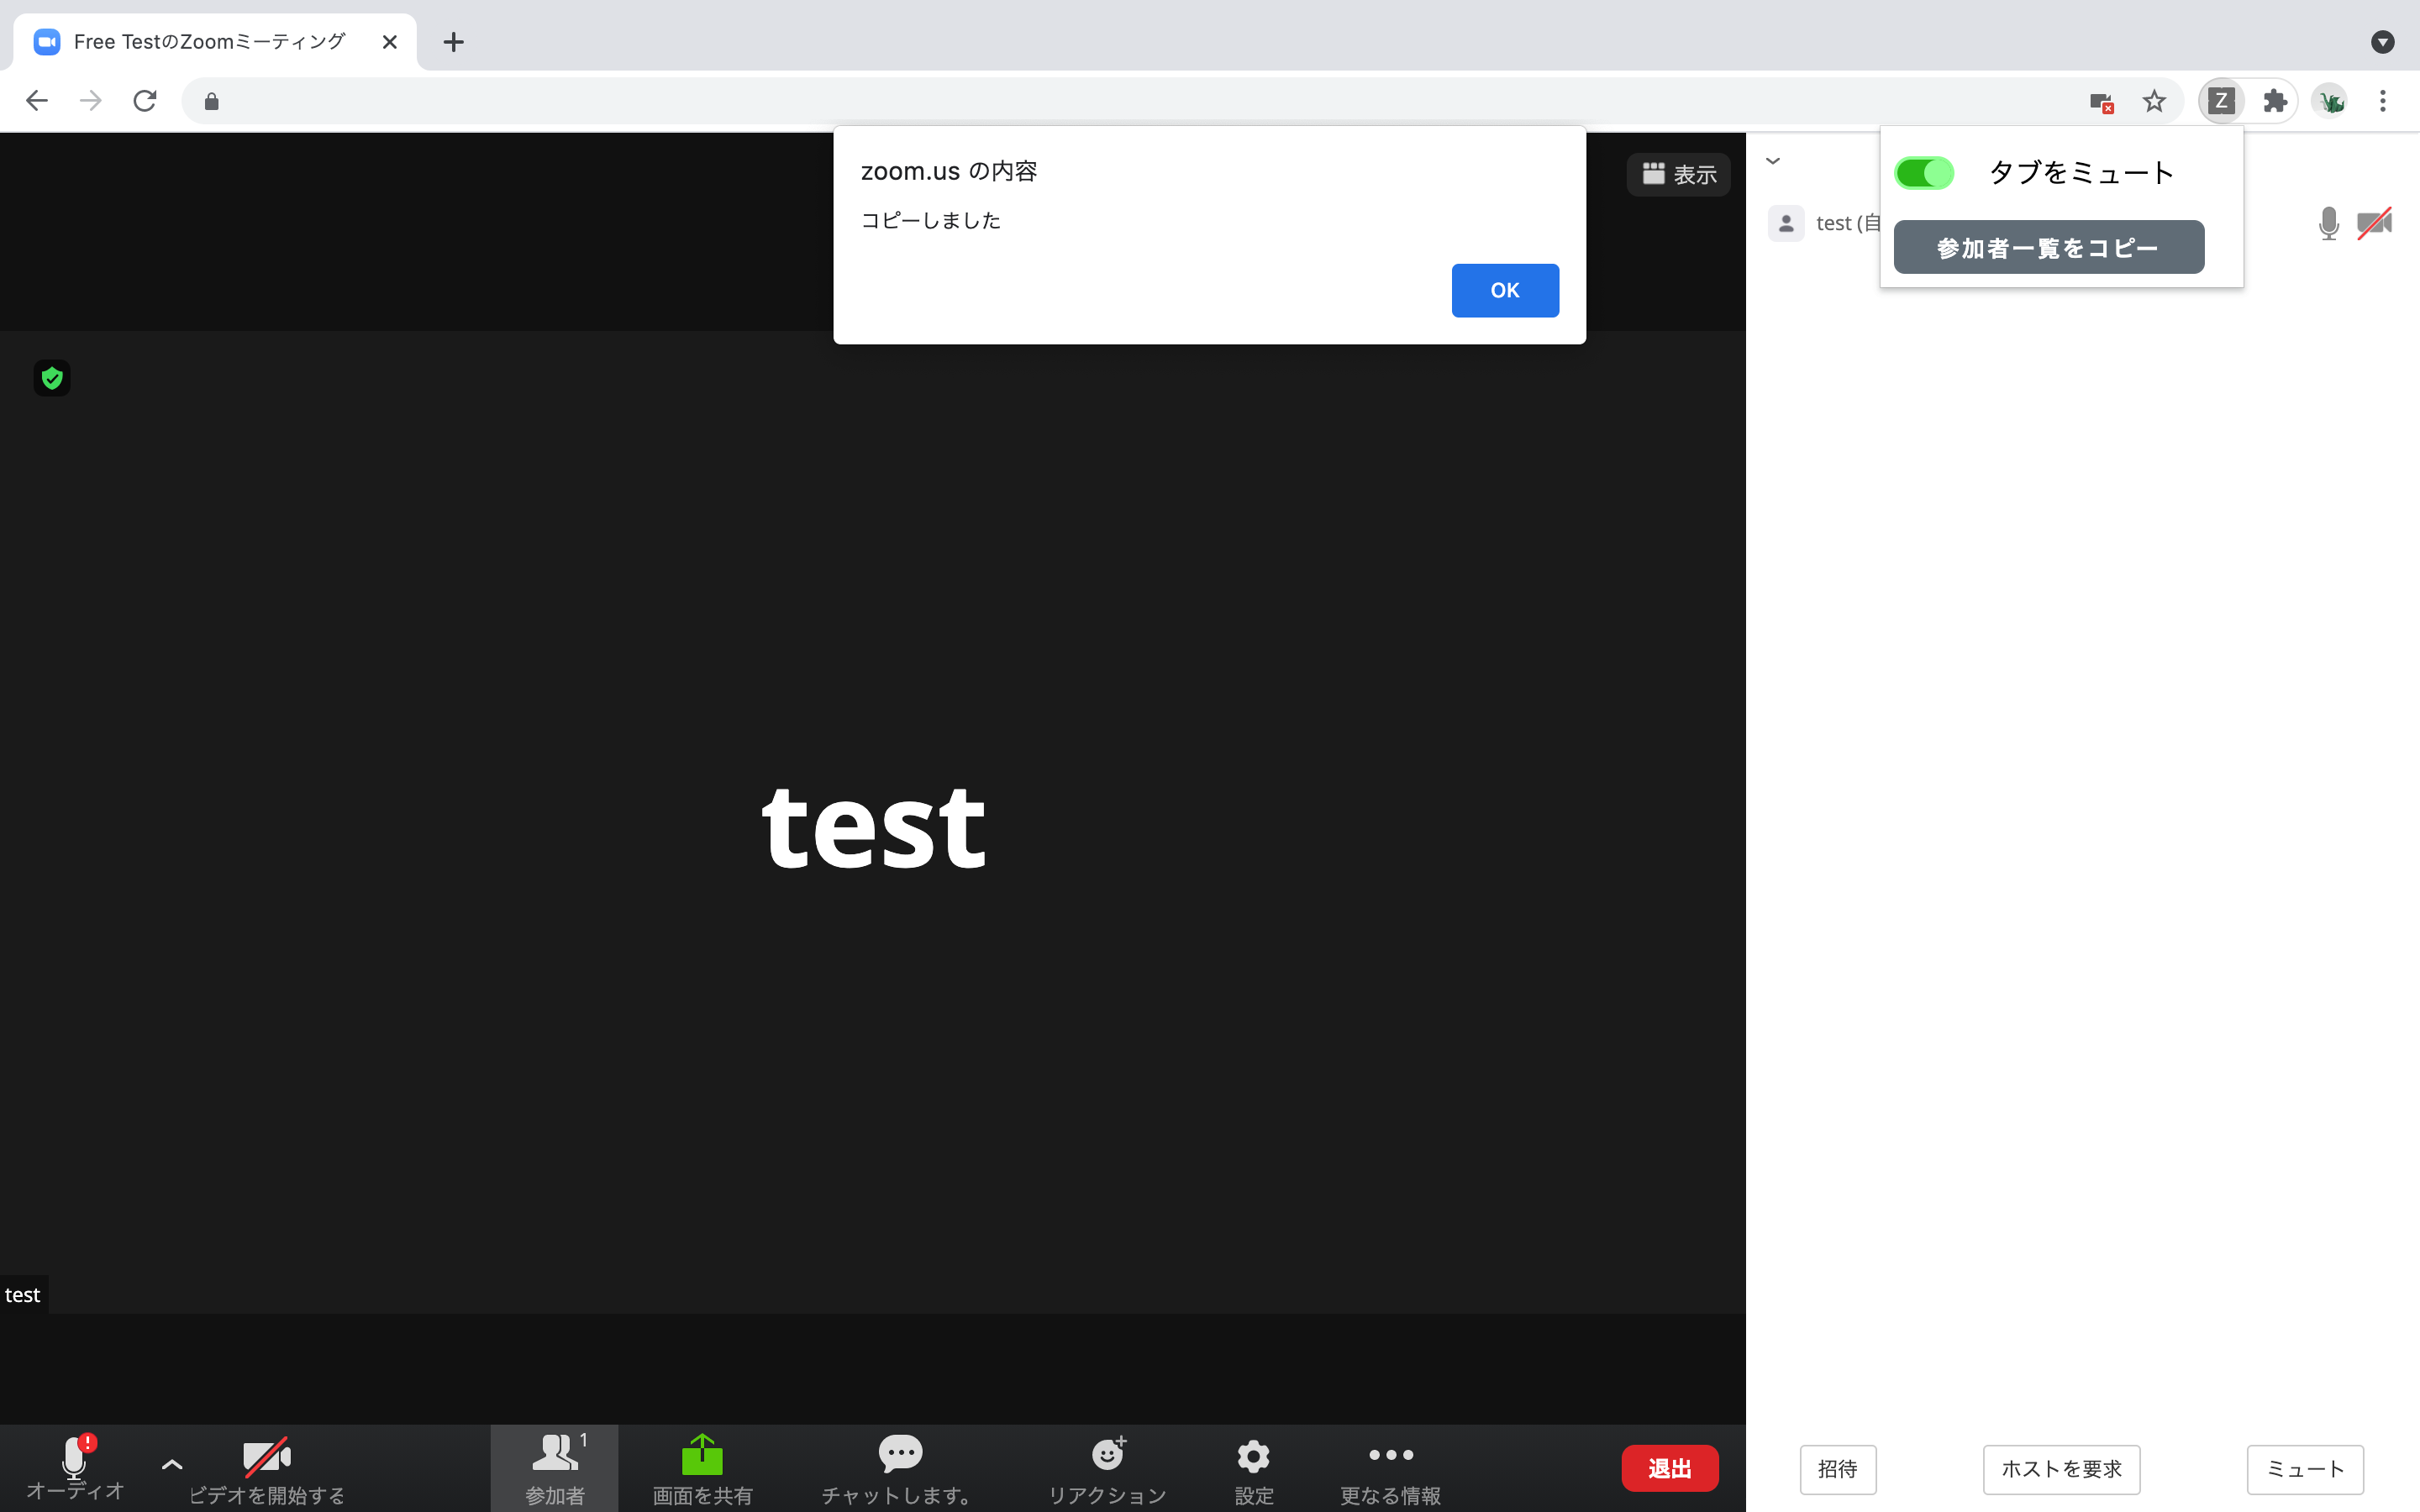 Free TestのZoomミーティング
zoom.us の内容
コピーしました
OK
表示
Z
タブをミュート
参加者一覧をコピー
test (自
test
test
オーディオ
ビデオを開始する
1
参加者
画面を共有
チャットします。
リアクション
設定
更なる情報
退出
招待
ホストを要求
ミュート